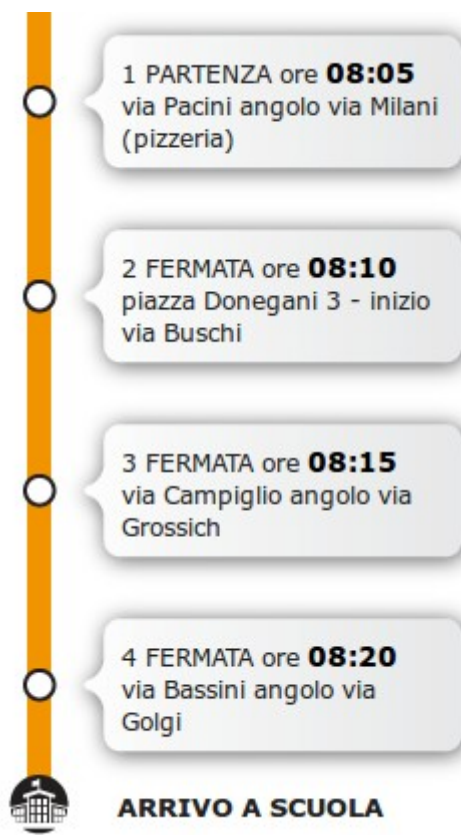 1 PARTENZA ore 08:05
via Pacini angolo via Milani
(pizzeria)
2 FERMATA ore 08:10
piazza Donegani 3 - inizio
via Buschi
3 FERMATA ore 08:15
via Campiglio angolo via
Grossich
4 FERMATA ore 08:20
via Bassini angolo via
Golgi
ARRIVO A SCUOLA